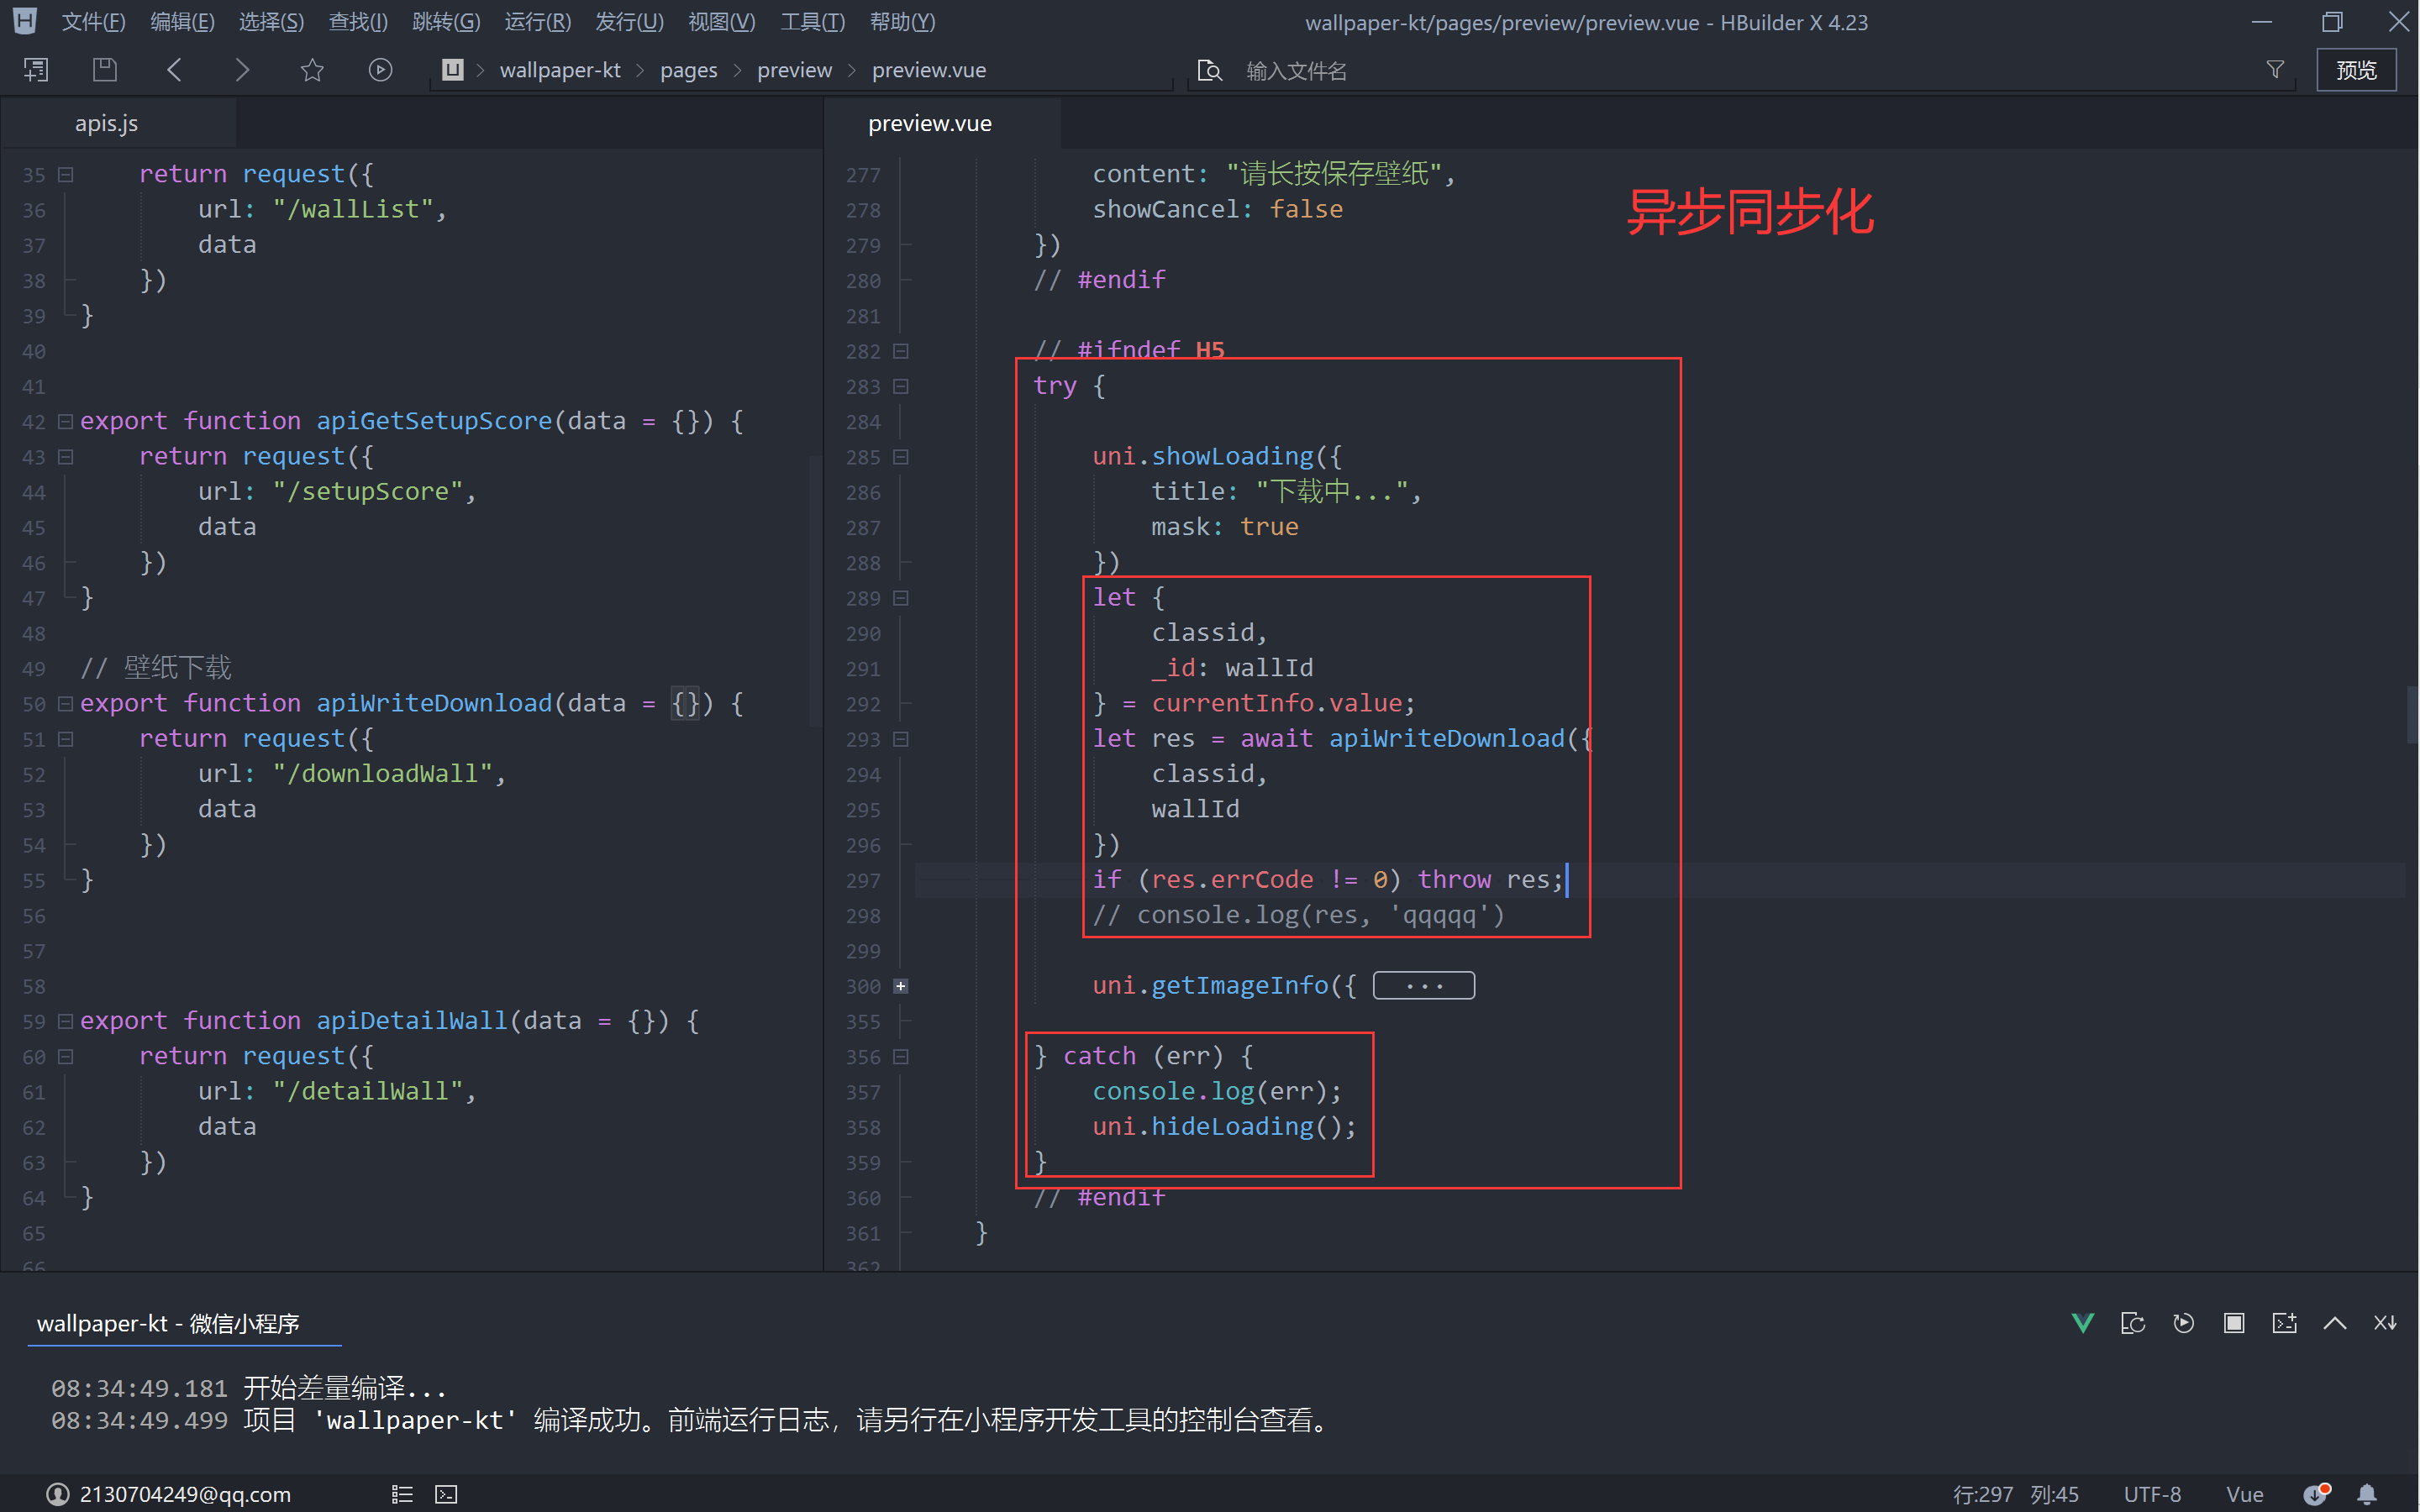 文件(F) 编辑(E) 选择(S) 查找(I) 跳转(G) 运行(R) 发行(U) 视图(V) 工具(T) 帮助(Y) wallpaper-kt/pages/preview/preview.vue - HBuilder X 4.23
wallpaper-kt pages preview preview.vue 输入文件名 预览
apis.js
35 return request({
36 url: "/wallList",
37 data
38 })
39 }
40
41
42 export function apiGetSetupScore(data = {}) {
43 return request({
44 url: "/setupScore",
45 data
46 })
47 }
48
49 // 壁纸下载
50 export function apiWriteDownload(data = {}) {
51 return request({
52 url: "/downloadWall",
53 data
54 })
55 }
56
57
58
59 export function apiDetailWall(data = {}) {
60 return request({
61 url: "/detailWall",
62 data
63 })
64 }
65
66
preview.vue
277 content: "请长按保存壁纸",
278 showCancel: false
279 })
280 // #endif
281
282 // #ifndef H5
283 try {
284
285 uni.showLoading({
286 title: "下载中...",
287 mask: true
288 })
289 let {
290 classid,
291 _id: wallId
292 } = currentInfo.value;
293 let res = await apiWriteDownload({
294 classid,
295 wallId
296 })
297 if (res.errCode != 0) throw res;
298 // console.log(res, 'qqqqq')
299
300 uni.getImageInfo({ ...
355
356 } catch (err) {
357 console.log(err);
358 uni.hideLoading();
359 }
360 // #endif
361 }
362
异步同步化
wallpaper-kt - 微信小程序
08:34:49.181 开始差量编译...
08:34:49.499 项目 'wallpaper-kt' 编译成功。前端运行日志，请另行在小程序开发工具的控制台查看。
2130704249@qq.com 行:297 列:45 UTF-8 Vue